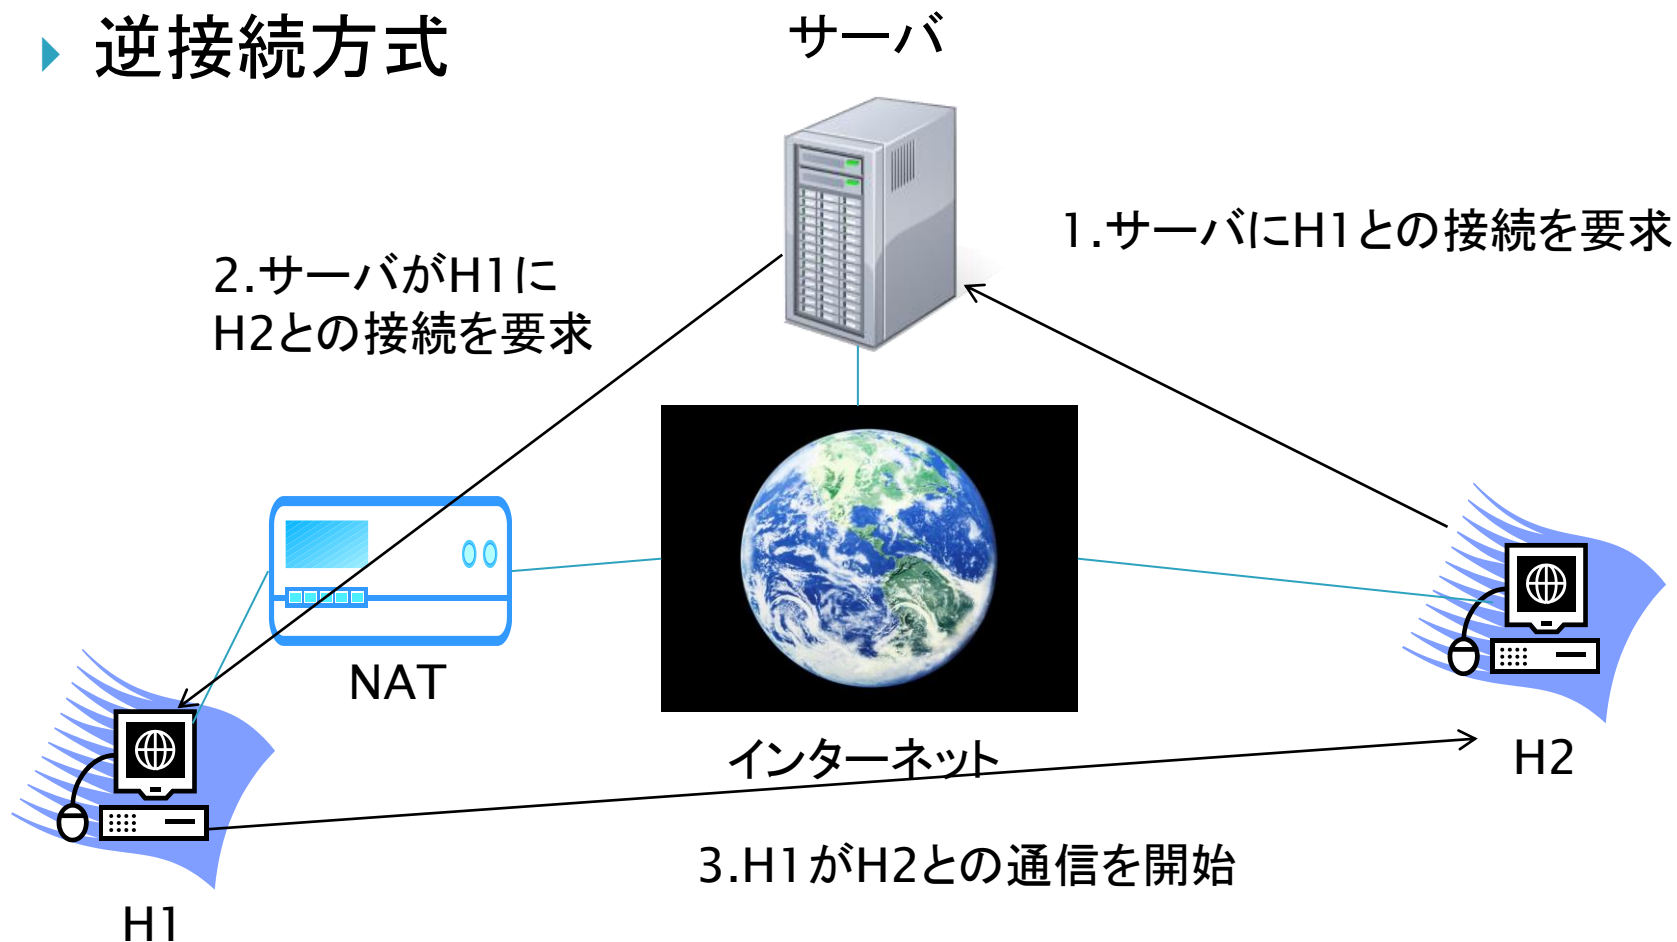 逆接続方式
サーバ
1.サーバにH1との接続を要求
2.サーバがH1に
H2との接続を要求
NAT
インターネット
H2
3.H1がH2との通信を開始
H1